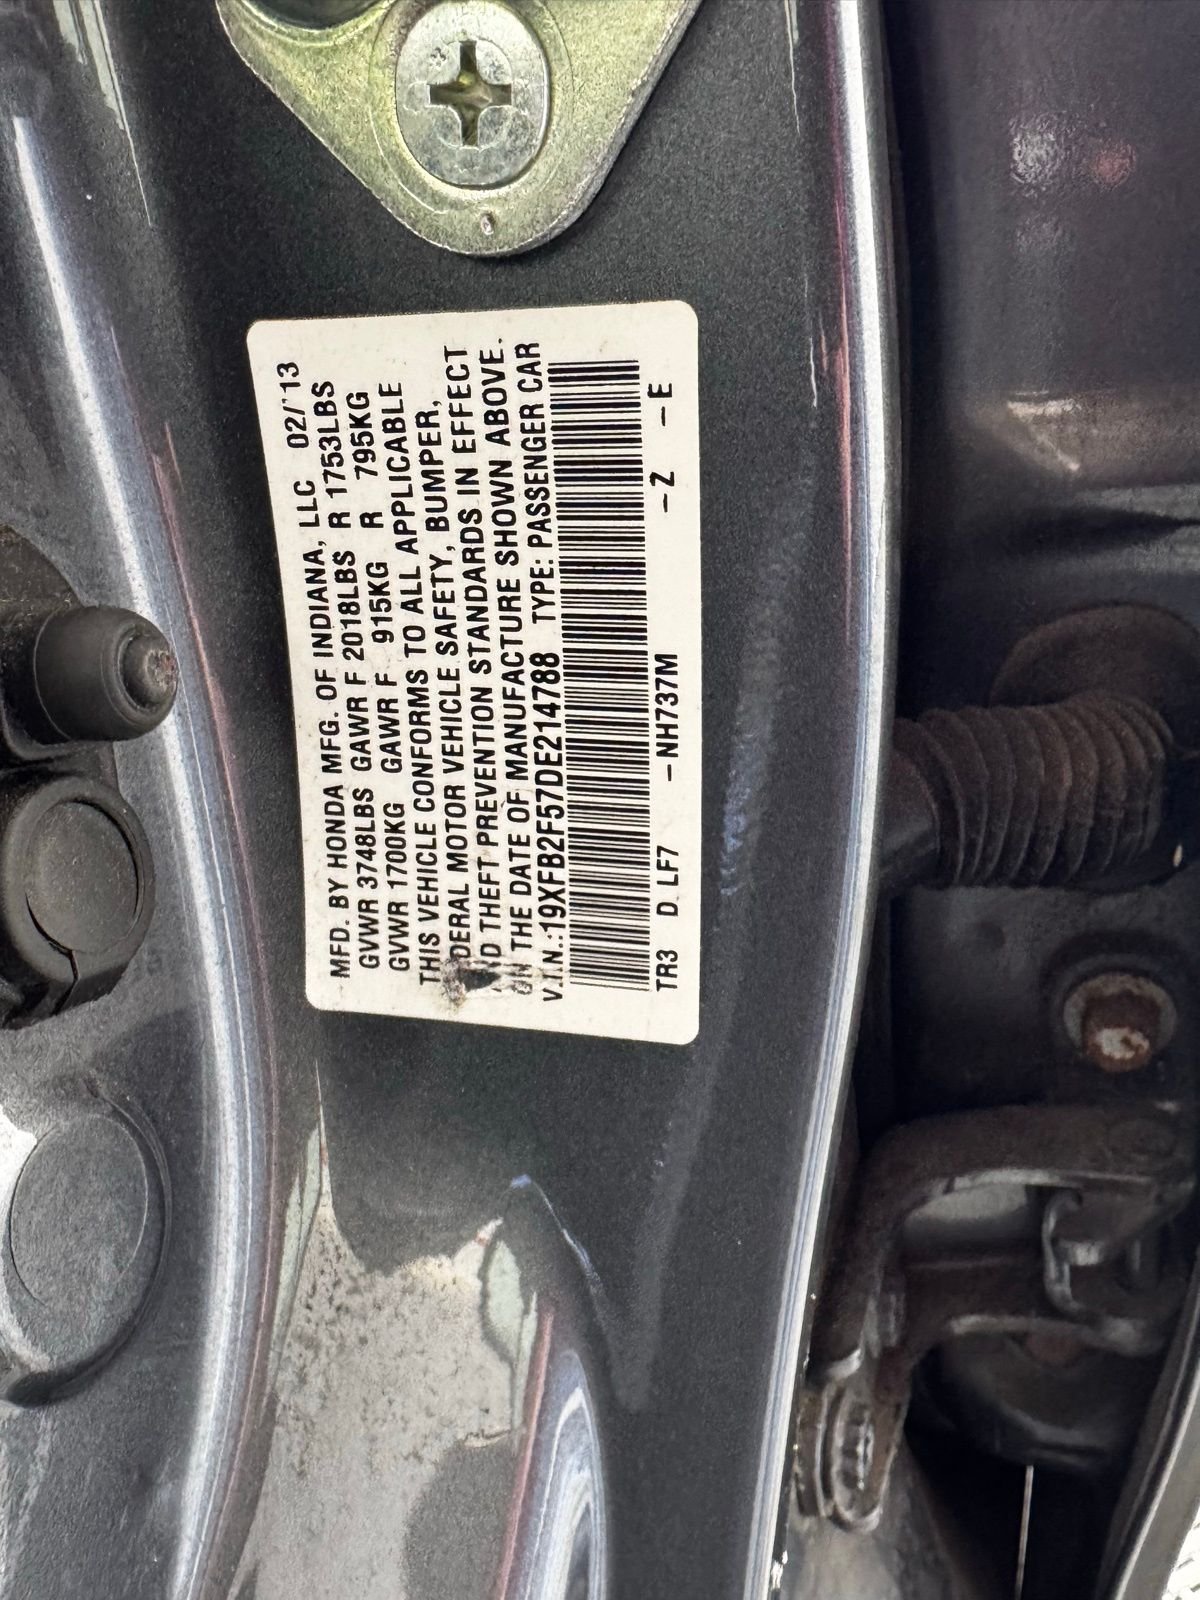 MFD. BY HONDA MFG. OF INDIANA, LLC 02/'13
GVWR 3748LBS GAWR F 2018LBS R 1753LBS
GVWR 1700KG GAWR F 915KG R 795KG
THIS VEHICLE CONFORMS TO ALL APPLICABLE
DERAL MOTOR VEHICLE SAFETY, BUMPER,
D THEFT PREVENTION STANDARDS IN EFFECT
ON THE DATE OF MANUFACTURE SHOWN ABOVE.
V.I.N.:19XFB2F57DE214788 TYPE: PASSENGER CAR
TR3 D LF7 –NH737M –Z –E